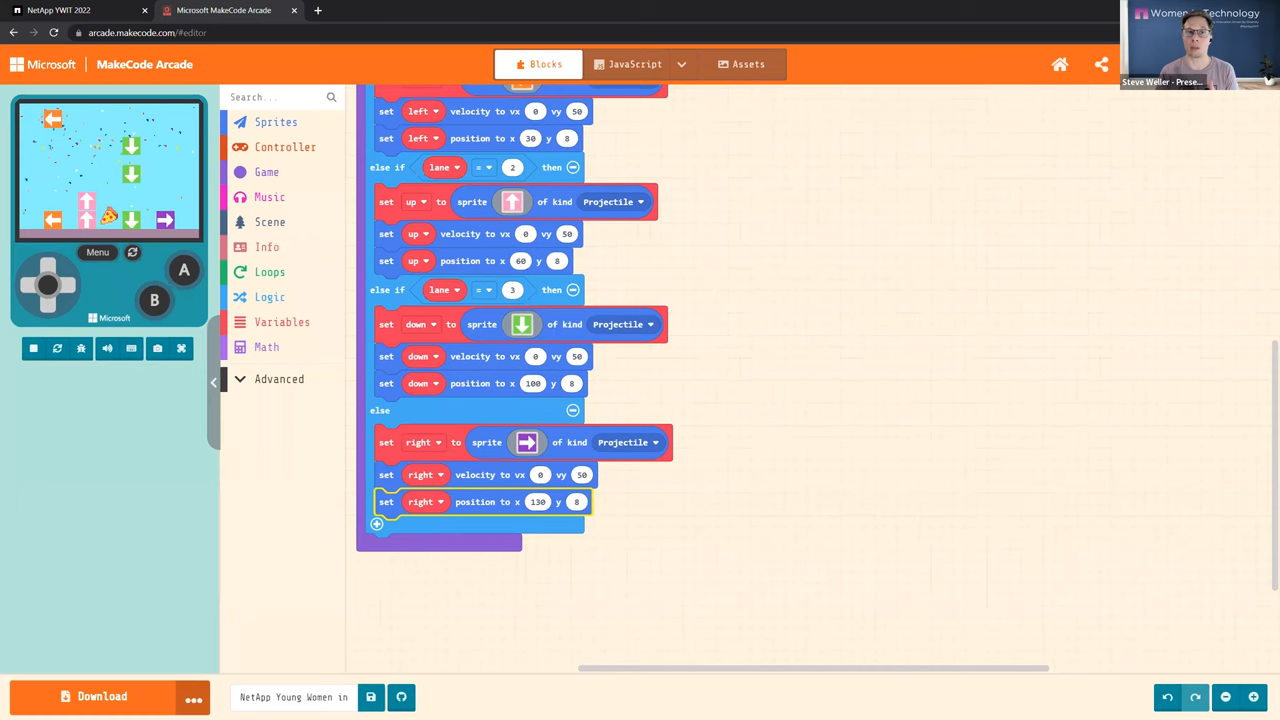 NetApp YWIT 2022
Microsoft MakeCode Arcade
arcade.makecode.com/#editor
Women in Technology
Steve Weller - Prese...
Microsoft
MakeCode Arcade
Blocks
JavaScript
Assets
Menu
A
B
Microsoft
Search...
Sprites
Controller
Game
Music
Scene
Info
Loops
Logic
Variables
Math
Advanced
set left velocity to vx 0 vy 50
set left position to x 30 y 8
else if lane = 2 then
set up to sprite of kind Projectile
set up velocity to vx 0 vy 50
set up position to x 60 y 8
else if lane = 3 then
set down to sprite of kind Projectile
set down velocity to vx 0 vy 50
set down position to x 100 y 8
else
set right to sprite of kind Projectile
set right velocity to vx 0 vy 50
set right position to x 130 y 8
Download
NetApp Young Women in